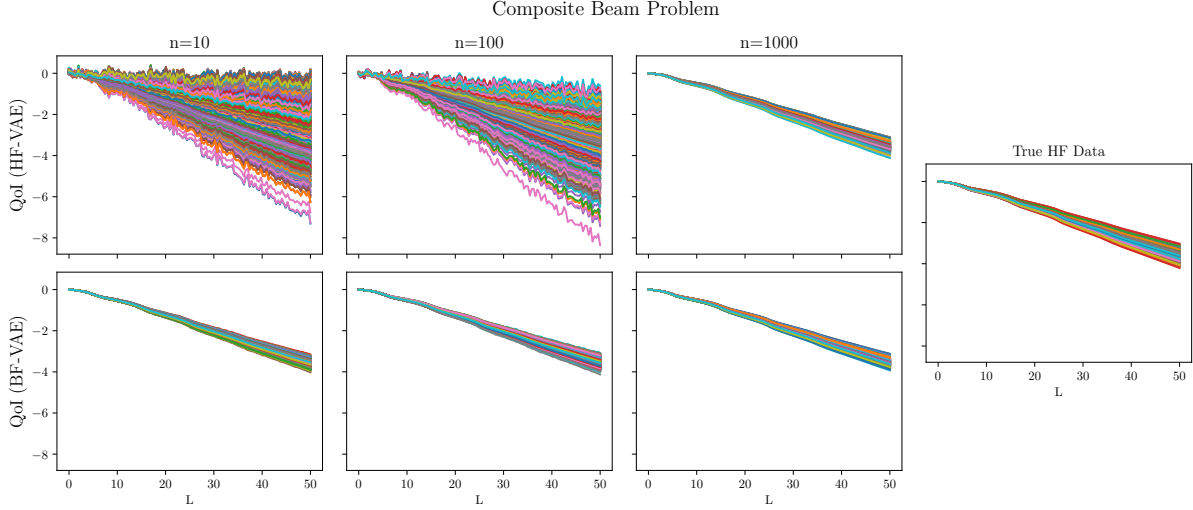 Composite Beam Problem
n=10
n=100
n=1000
QoI (HF-VAE)
0
−2
−4
−6
−8
True HF Data
0 10 20 30 40 50
L
QoI (BF-VAE)
0
−2
−4
−6
−8
0 10 20 30 40 50
L
0 10 20 30 40 50
L
0 10 20 30 40 50
L